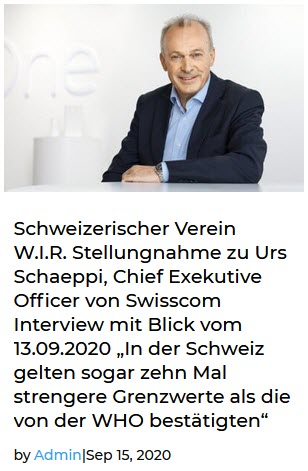 One
Schweizerischer Verein
W.I.R. Stellungnahme zu Urs
Schaeppi, Chief Exekutive
Officer von Swisscom
Interview mit Blick vom
13.09.2020 „In der Schweiz
gelten sogar zehn Mal
strengere Grenzwerte als die
von der WHO bestätigten“
by Admin|Sep 15, 2020